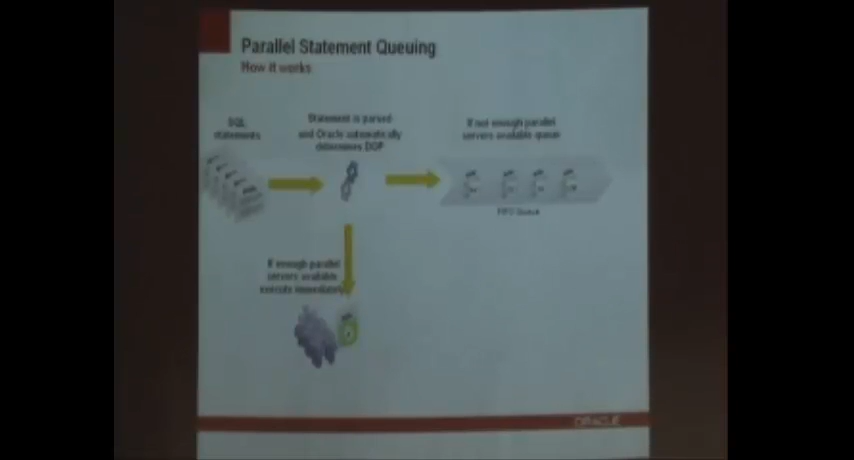 Parallel Statement Queuing
How it works
SQL
statements
Statement is parsed
and Oracle automatically
determines DOP
If not enough parallel
servers available queue
FIFO Queue
If enough parallel
servers available
execute immediately
ORACLE